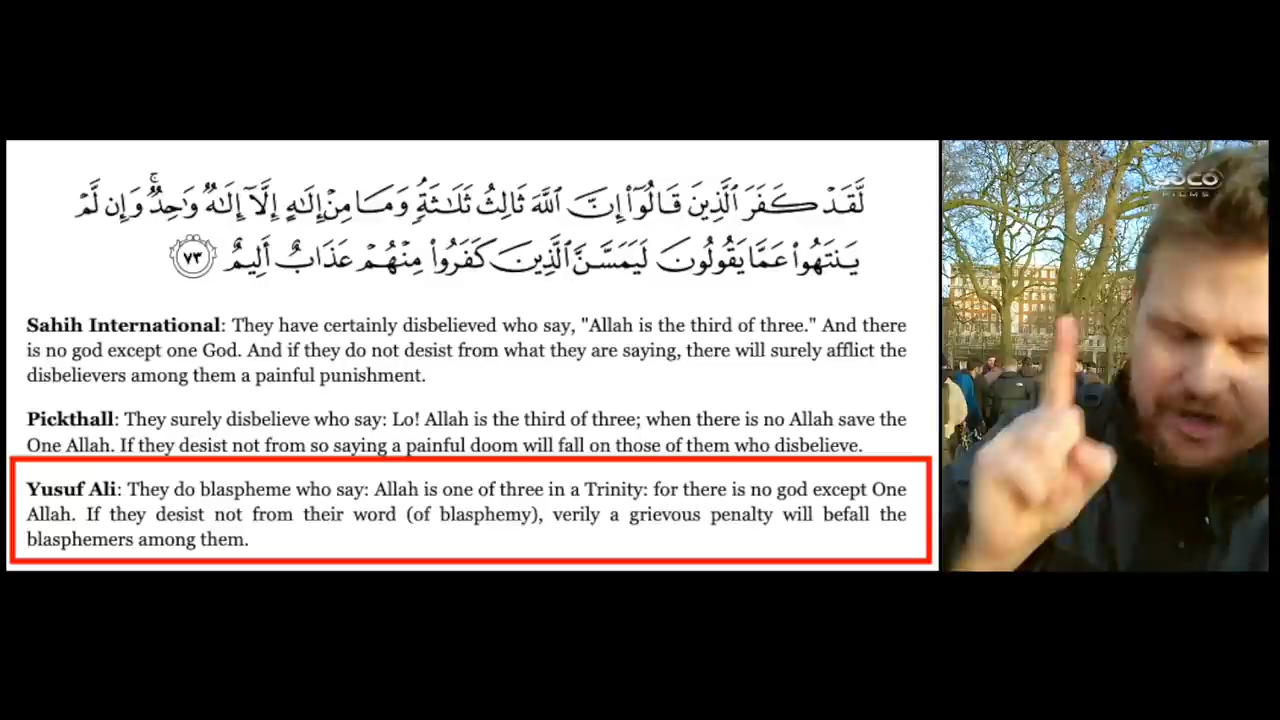 لَّقَدْ كَفَرَ ٱلَّذِينَ قَالُوٓا۟ إِنَّ ٱللَّهَ ثَالِثُ ثَلَـٰثَةٍۢ وَمَا مِنْ إِلَـٰهٍ إِلَّآ إِلَـٰهٌۭ وَٰحِدٌۭ ۚ وَإِن لَّمْ
يَنتَهُوا۟ عَمَّا يَقُولُونَ لَيَمَسَّنَّ ٱلَّذِينَ كَفَرُوا۟ مِنْهُمْ عَذَابٌ أَلِيمٌ ٧٣
Sahih International: They have certainly disbelieved who say, "Allah is the third of three." And there
is no god except one God. And if they do not desist from what they are saying, there will surely afflict the
disbelievers among them a painful punishment.
Pickthall: They surely disbelieve who say: Lo! Allah is the third of three; when there is no Allah save the
One Allah. If they desist not from so saying a painful doom will fall on those of them who disbelieve.
Yusuf Ali: They do blaspheme who say: Allah is one of three in a Trinity: for there is no god except One
Allah. If they desist not from their word (of blasphemy), verily a grievous penalty will befall the
blasphemers among them.
FILMS